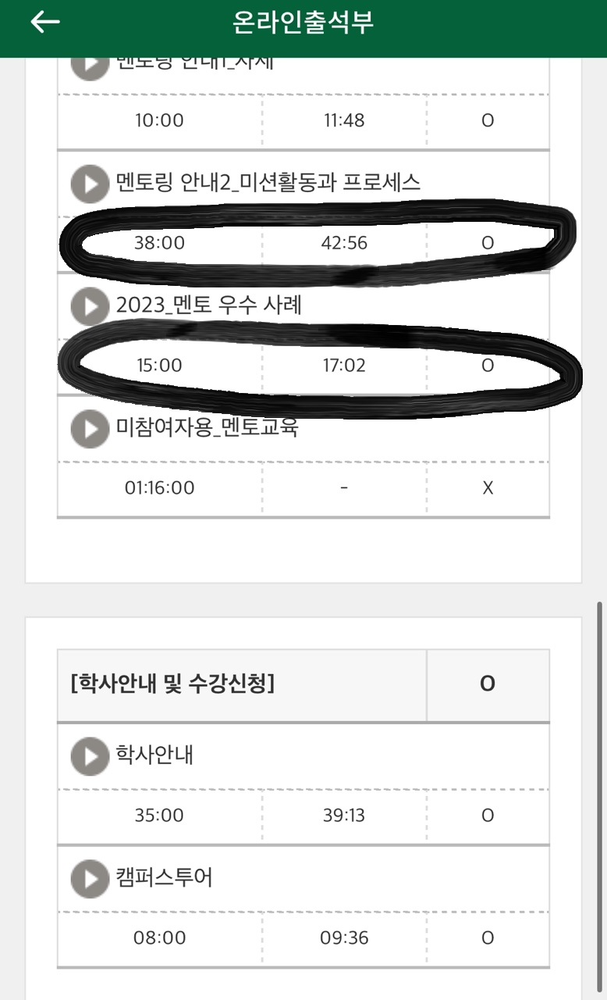 온라인출석부
멘토링 안내1_자세
10:00 11:48 O
멘토링 안내2_미션활동과 프로세스
38:00 42:56 O
2023_멘토 우수 사례
15:00 17:02 O
미참여자용_멘토교육
01:16:00 - X
[학사안내 및 수강신청] O
학사안내
35:00 39:13 O
캠퍼스투어
08:00 09:36 O